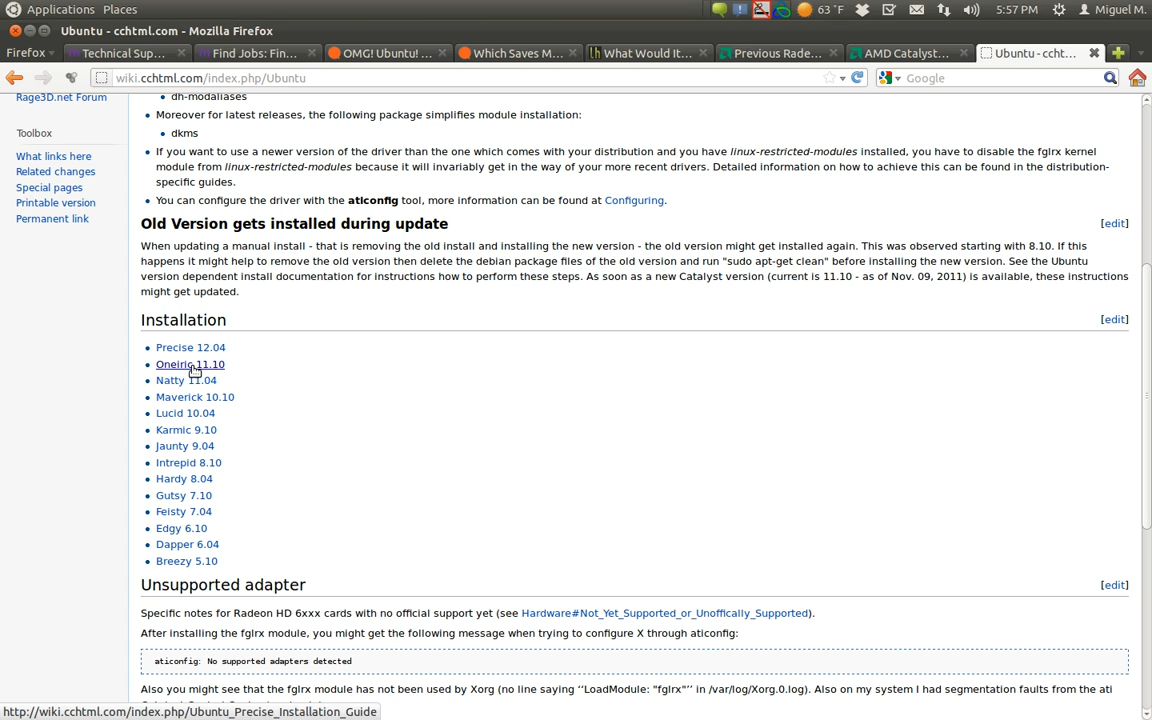 Applications Places 63 °F 5:57 PM Miguel M.
Ubuntu - cchtml.com - Mozilla Firefox
Firefox Technical Sup... Find Jobs: Fin... OMG! Ubuntu! ... Which Saves M... What Would It... Previous Rade... AMD Catalyst... Ubuntu - ccht...
wiki.cchtml.com/index.php/Ubuntu Google
Rage3D.net Forum
Toolbox
What links here
Related changes
Special pages
Printable version
Permanent link
dh-modaliases
Moreover for latest releases, the following package simplifies module installation:
dkms
If you want to use a newer version of the driver than the one which comes with your distribution and you have linux-restricted-modules installed, you have to disable the fglrx kernel
module from linux-restricted-modules because it will invariably get in the way of your more recent drivers. Detailed information on how to achieve this can be found in the distribution-
specific guides.
You can configure the driver with the aticonfig tool, more information can be found at Configuring.
Old Version gets installed during update [edit]
When updating a manual install - that is removing the old install and installing the new version - the old version might get installed again. This was observed starting with 8.10. If this
happens it might help to remove the old version then delete the debian package files of the old version and run "sudo apt-get clean" before installing the new version. See the Ubuntu
version dependent install documentation for instructions how to perform these steps. As soon as a new Catalyst version (current is 11.10 - as of Nov. 09, 2011) is available, these instructions
might get updated.
Installation [edit]
Precise 12.04
Oneiric 11.10
Natty 11.04
Maverick 10.10
Lucid 10.04
Karmic 9.10
Jaunty 9.04
Intrepid 8.10
Hardy 8.04
Gutsy 7.10
Feisty 7.04
Edgy 6.10
Dapper 6.04
Breezy 5.10
Unsupported adapter [edit]
Specific notes for Radeon HD 6xxx cards with no official support yet (see Hardware#Not_Yet_Supported_or_Unoffically_Supported).
After installing the fglrx module, you might get the following message when trying to configure X through aticonfig:
aticonfig: No supported adapters detected
Also you might see that the fglrx module has not been used by Xorg (no line saying ‘‘LoadModule: "fglrx"’’ in /var/log/Xorg.0.log). Also on my system I had segmentation faults from the ati
http://wiki.cchtml.com/index.php/Ubuntu_Precise_Installation_Guide